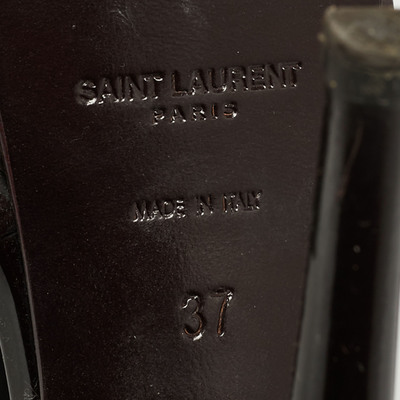 SAINT LAURENT
PARIS
MADE IN ITALY
37